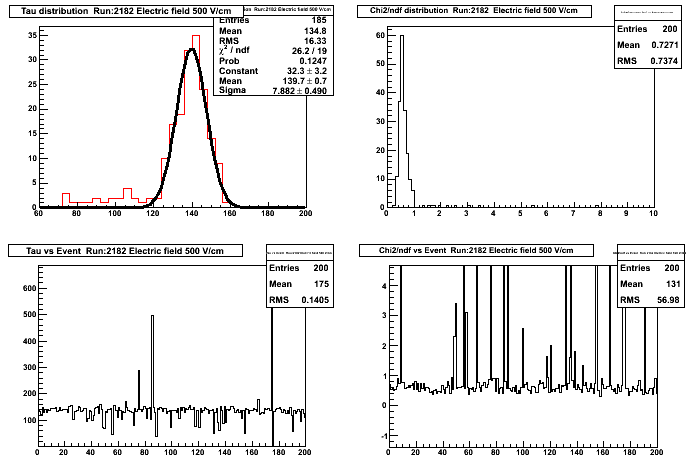 Tau distribution Run:2182 Electric field 500 V/cm
Run:2182 Electric field 500 V/cm
Entries 185
Mean 134.8
RMS 16.33
χ² / ndf 26.2 / 19
Prob 0.1247
Constant 32.3 ± 3.2
Mean 139.7 ± 0.7
Sigma 7.882 ± 0.490
35
30
25
20
15
10
5
0
60 80 100 120 140 160 180 200
Chi2/ndf distribution Run:2182 Electric field 500 V/cm
Entries 200
Mean 0.7271
RMS 0.7374
60
50
40
30
20
10
0
0 1 2 3 4 5 6 7 8 9 10
Tau vs Event Run:2182 Electric field 500 V/cm
Entries 200
Mean 175
RMS 0.1405
600
500
400
300
200
100
0 20 40 60 80 100 120 140 160 180 200
Chi2/ndf vs Event Run:2182 Electric field 500 V/cm
Entries 200
Mean 131
RMS 56.98
4
3
2
1
0
-1
0 20 40 60 80 100 120 140 160 180 200